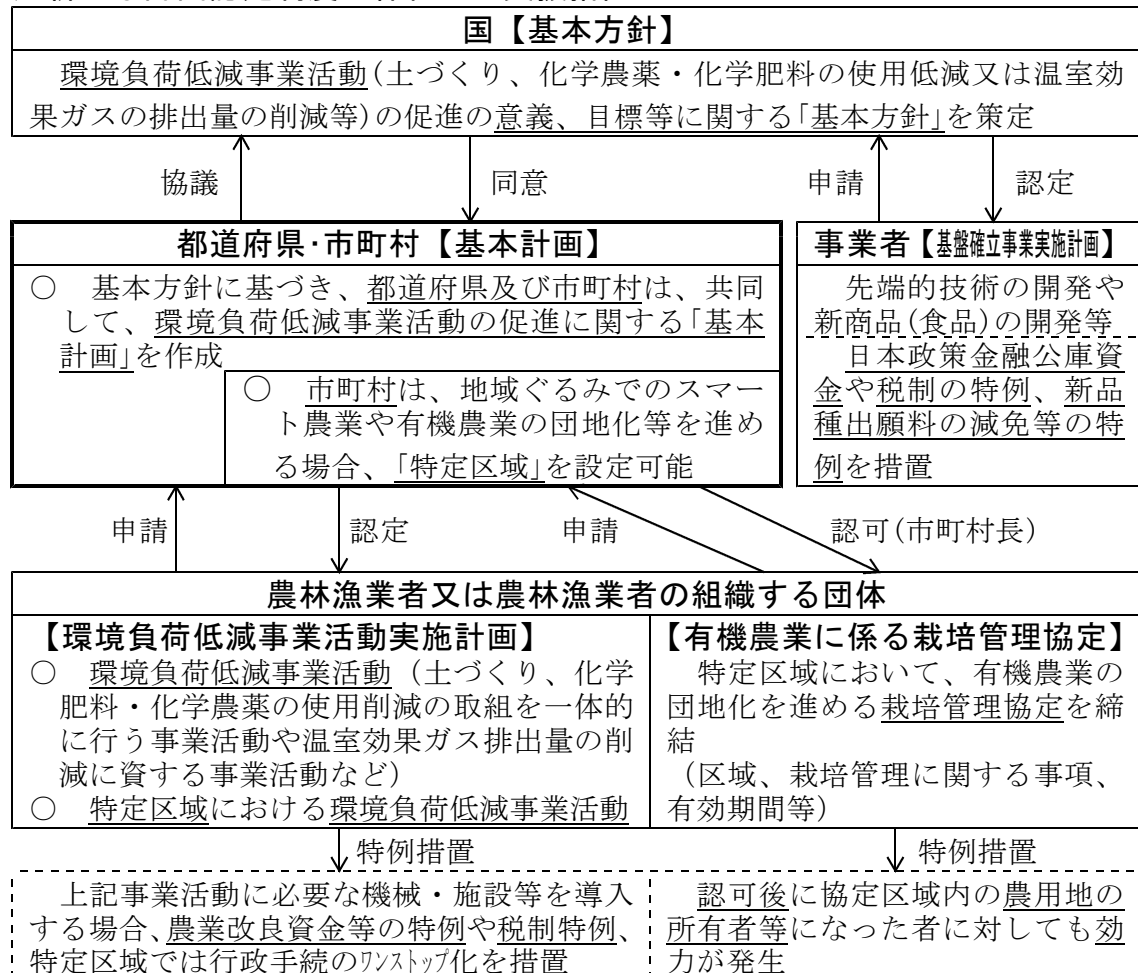 国【基本方針】
環境負荷低減事業活動(土づくり、化学農薬・化学肥料の使用低減又は温室効
果ガスの排出量の削減等)の促進の意義、目標等に関する「基本方針」を策定
協議
同意
申請
認定
都道府県・市町村【基本計画】
○ 基本方針に基づき、都道府県及び市町村は、共同
して、環境負荷低減事業活動の促進に関する「基本
計画」を作成
○ 市町村は、地域ぐるみでのスマー
ト農業や有機農業の団地化等を進め
る場合、「特定区域」を設定可能
事業者【基盤確立事業実施計画】
先端的技術の開発や
新商品(食品)の開発等
日本政策金融公庫資
金や税制の特例、新品
種出願料の減免等の特
例を措置
申請
認定
申請
認可(市町村長)
農林漁業者又は農林漁業者の組織する団体
【環境負荷低減事業活動実施計画】
○ 環境負荷低減事業活動(土づくり、化学
肥料・化学農薬の使用削減の取組を一体的
に行う事業活動や温室効果ガス排出量の削
減に資する事業活動など)
○ 特定区域における環境負荷低減事業活動
【有機農業に係る栽培管理協定】
特定区域において、有機農業の
団地化を進める栽培管理協定を締
結
(区域、栽培管理に関する事項、
有効期間等)
特例措置
特例措置
上記事業活動に必要な機械・施設等を導入
する場合、農業改良資金等の特例や税制特例、
特定区域では行政手続のワンストップ化を措置
認可後に協定区域内の農用地の
所有者等になった者に対しても効
力が発生